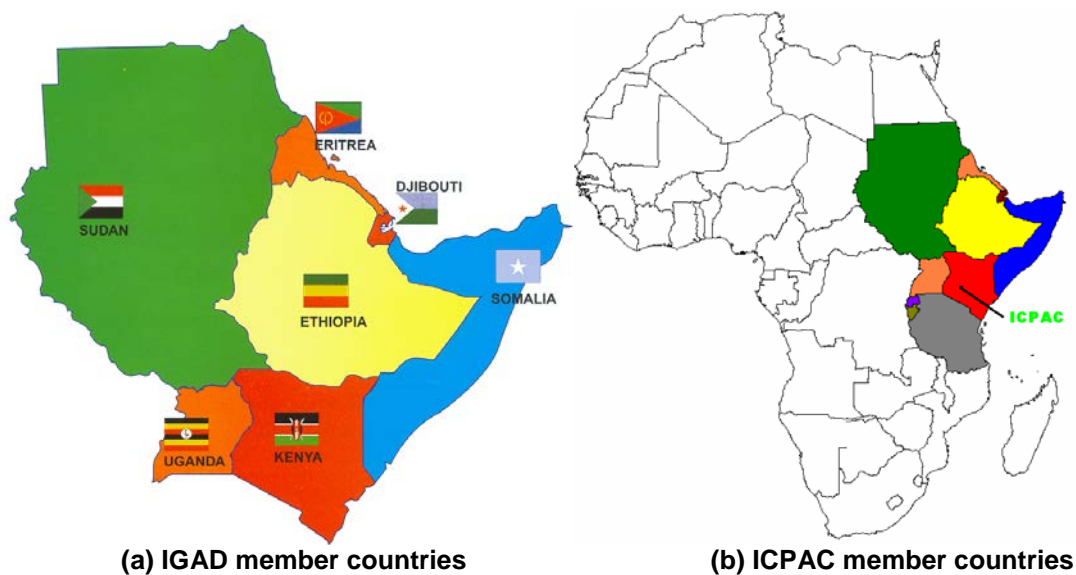 ERITREA
DJIBOUTI
SUDAN
SOMALIA
ETHIOPIA
UGANDA
KENYA
ICPAC
(a) IGAD member countries
(b) ICPAC member countries